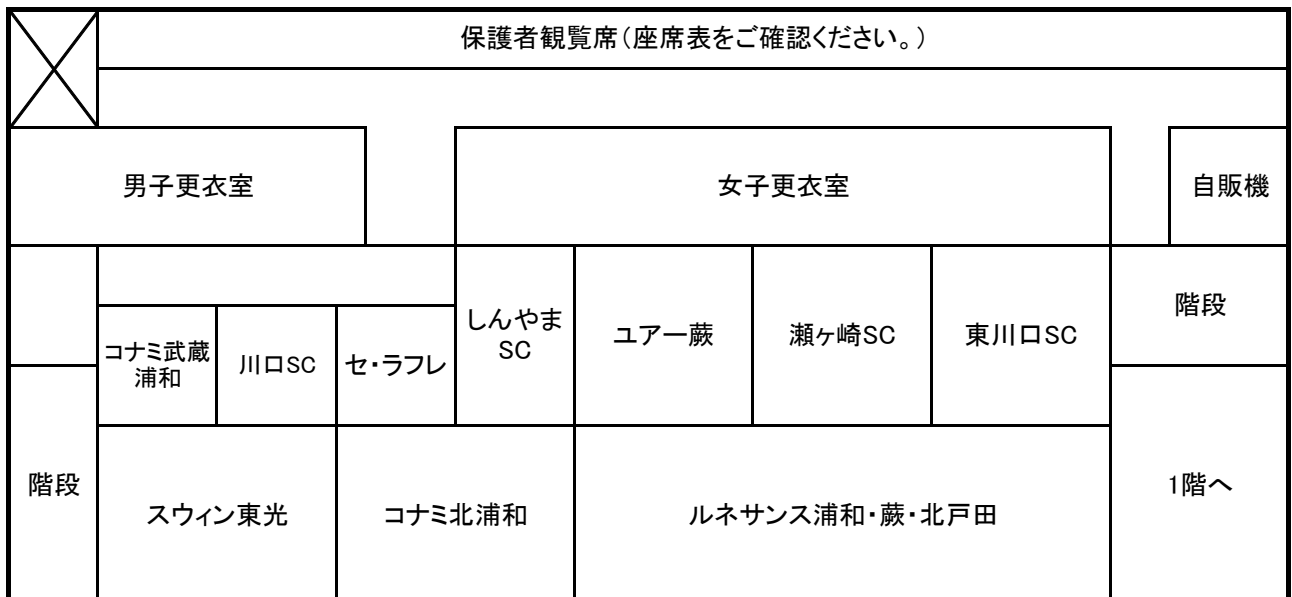 保護者観覧席（座席表をご確認ください。）
男子更衣室
女子更衣室
自販機
コナミ武蔵
浦和
川口SC
セ・ラフレ
しんやま
SC
ユアー蕨
瀬ヶ崎SC
東川口SC
階段
階段
スウィン東光
コナミ北浦和
ルネサンス浦和・蕨・北戸田
1階へ